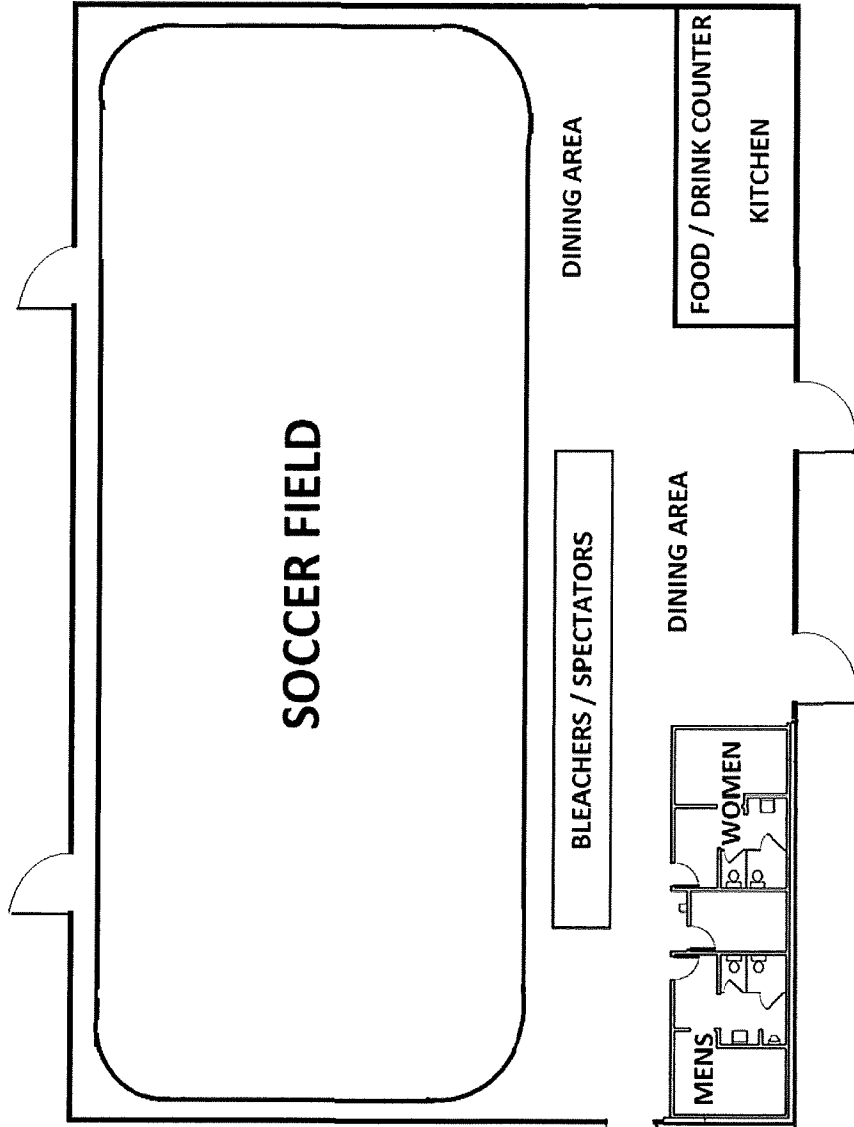 SOCCER FIELD
BLEACHERS / SPECTATORS
DINING AREA
DINING AREA
MENS
WOMEN
FOOD / DRINK COUNTER
KITCHEN